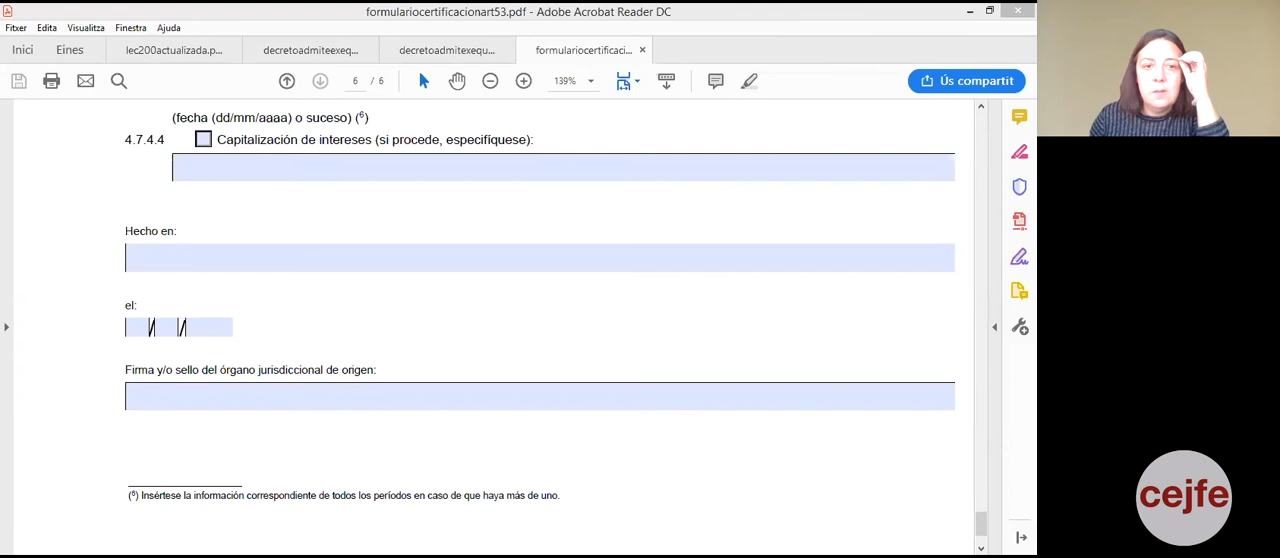 formulariocertificacionart53.pdf - Adobe Acrobat Reader DC
Fitxer Edita Visualitza Finestra Ajuda
Inici Eines lec200actualizada.p... decretoadmiteexeq... decretoadmitexequ... formulariocertificaci... ×
6 / 6 139% Ús compartit
(fecha (dd/mm/aaaa) o suceso) (⁶)
4.7.4.4 Capitalización de intereses (si procede, especifíquese):
Hecho en:
el:
/ /
Firma y/o sello del órgano jurisdiccional de origen:
(⁶) Insértese la información correspondiente de todos los períodos en caso de que haya más de uno.
cejfe